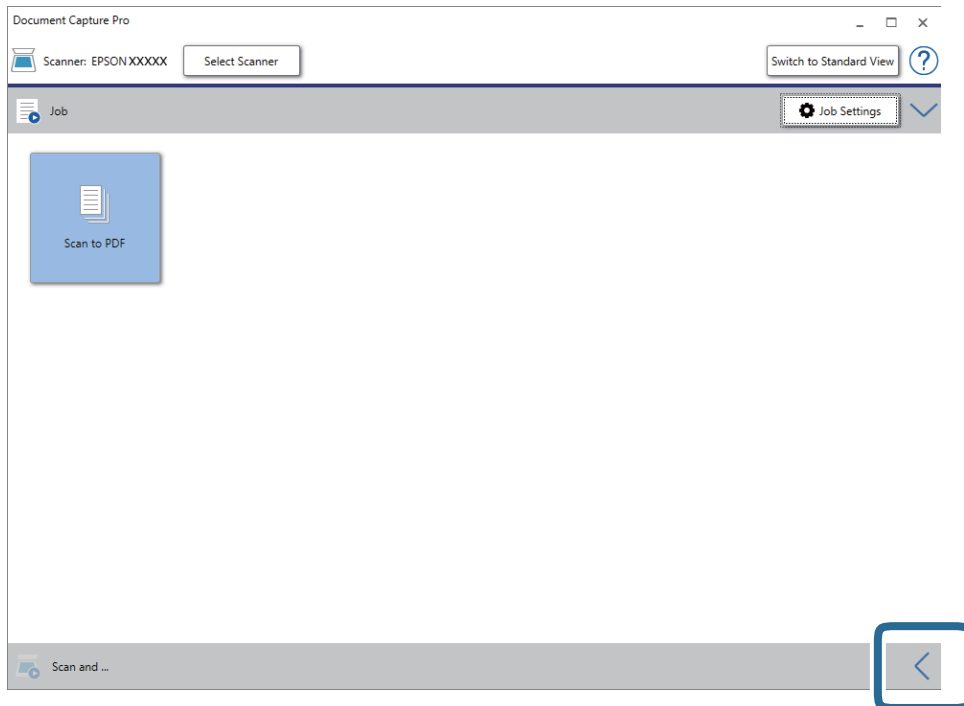 Document Capture Pro
Scanner: EPSON XXXXX Select Scanner Switch to Standard View ?
Job Job Settings
Scan to PDF
Scan and ...